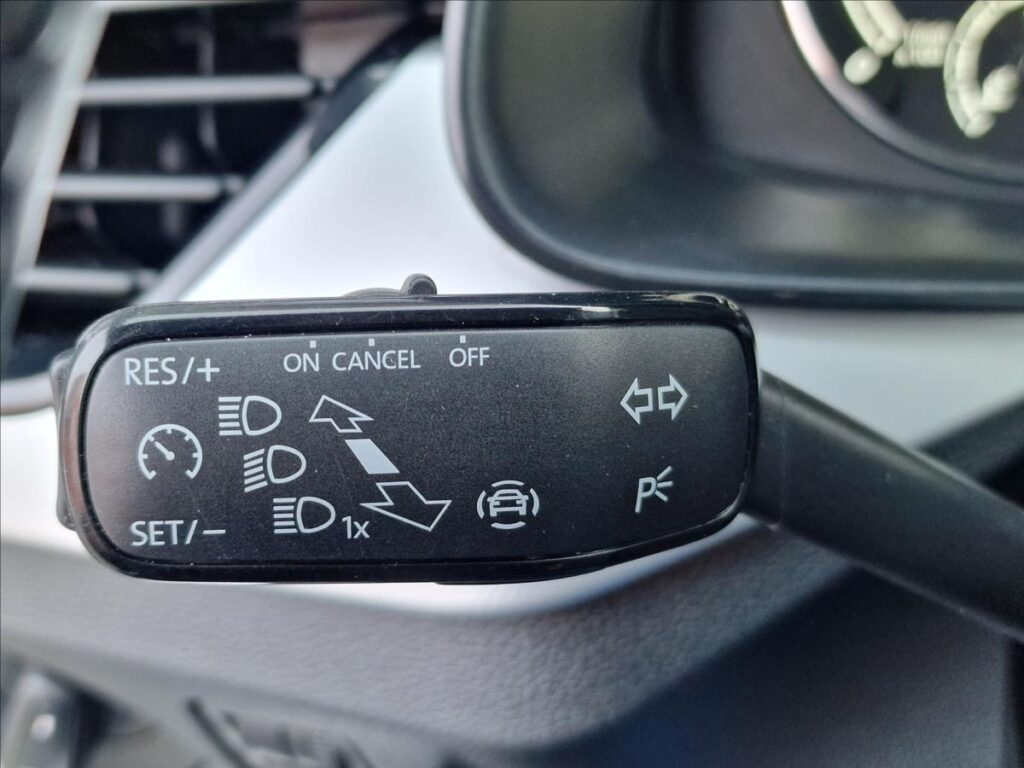 RES/+
ON CANCEL OFF
SET/–
1x
P